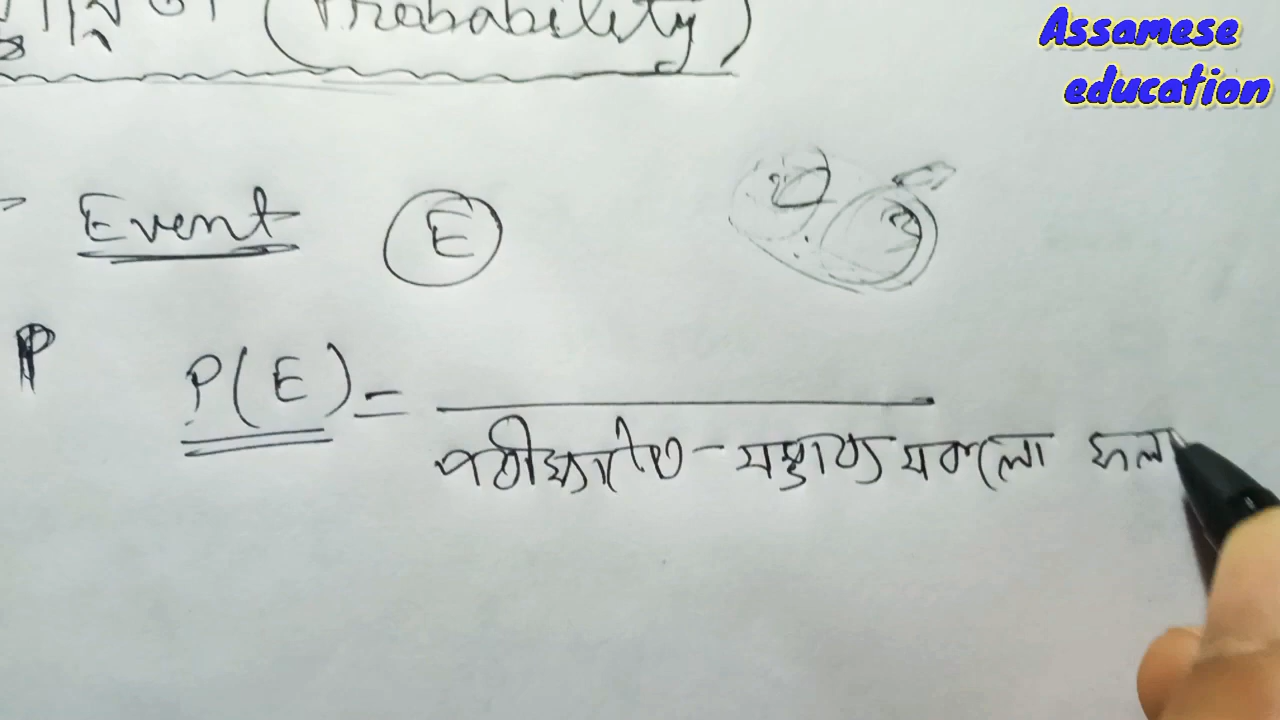 (Probability)
Assamese
education
Event E
P
P(E) =
পৰীক্ষাটোত সম্ভাব্য সকলো ফলা